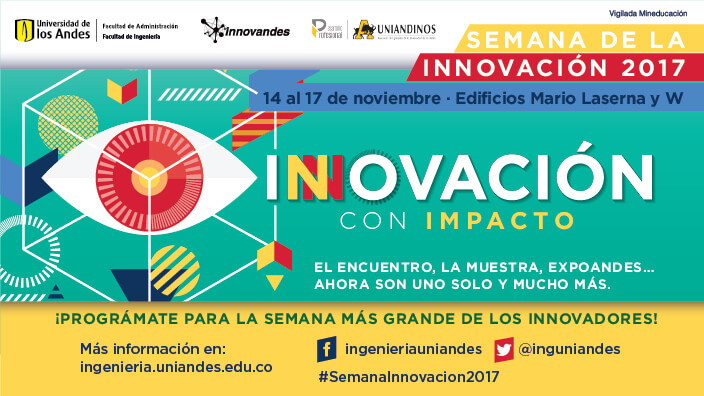 Vigilada Mineducación
Universidad de
los Andes
Facultad de Administración
Facultad de Ingeniería
Innovandes
Desarrollo
Profesional
UNIANDINOS
SEMANA DE LA
INNOVACIÓN 2017
14 al 17 de noviembre · Edificios Mario Laserna y W
INNOVACIÓN
CON IMPACTO
EL ENCUENTRO, LA MUESTRA, EXPOANDES...
AHORA SON UNO SOLO Y MUCHO MÁS.
¡PROGRÁMATE PARA LA SEMANA MÁS GRANDE DE LOS INNOVADORES!
Más información en:
ingenieria.uniandes.edu.co
ingenieriauniandes
@inguniandes
#SemanaInnovacion2017